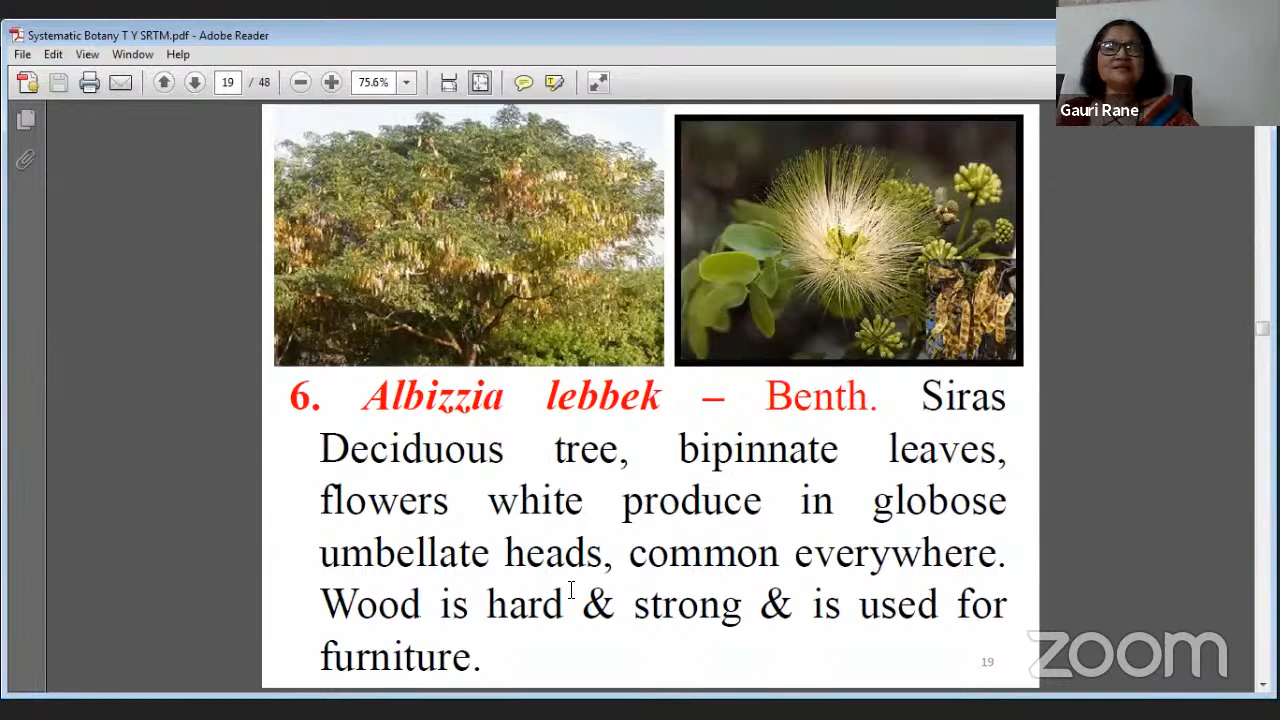 Systematic Botany T Y SRTM.pdf - Adobe Reader
File Edit View Window Help
19 / 48 75.6%
Gauri Rane
6. Albizzia lebbek – Benth. Siras
Deciduous tree, bipinnate leaves,
flowers white produce in globose
umbellate heads, common everywhere.
Wood is hard & strong & is used for
furniture.
19
zoom